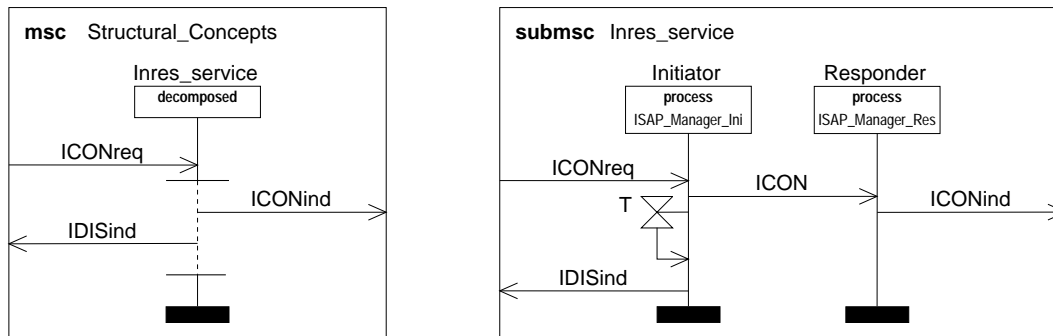 msc Structural_Concepts
Inres_service
decomposed
ICONreq
ICONind
IDISind
submsc Inres_service
Initiator
Responder
process
ISAP_Manager_Ini
process
ISAP_Manager_Res
ICONreq
ICON
T
ICONind
IDISind